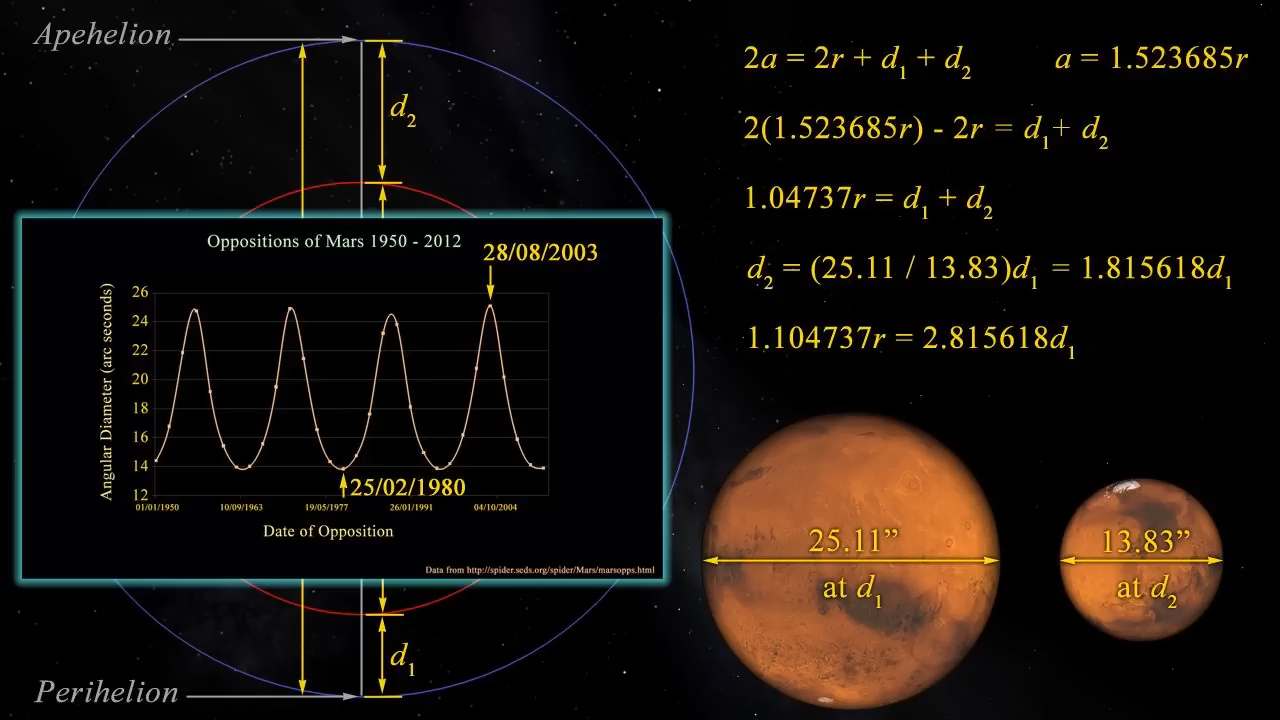 Apehelion
d2
2a = 2r + d1 + d2
a = 1.523685r
2(1.523685r) - 2r = d1+ d2
1.04737r = d1 + d2
d2 = (25.11 / 13.83)d1 = 1.815618d1
1.104737r = 2.815618d1
Oppositions of Mars 1950 - 2012
28/08/2003
Angular Diameter (arc seconds)
26
24
22
20
18
16
14
12
25/02/1980
01/01/1950
10/09/1963
19/05/1977
26/01/1991
04/10/2004
Date of Opposition
Data from http://spider.seds.org/spider/Mars/marsopps.html
25.11”
at d1
13.83”
at d2
d1
Perihelion